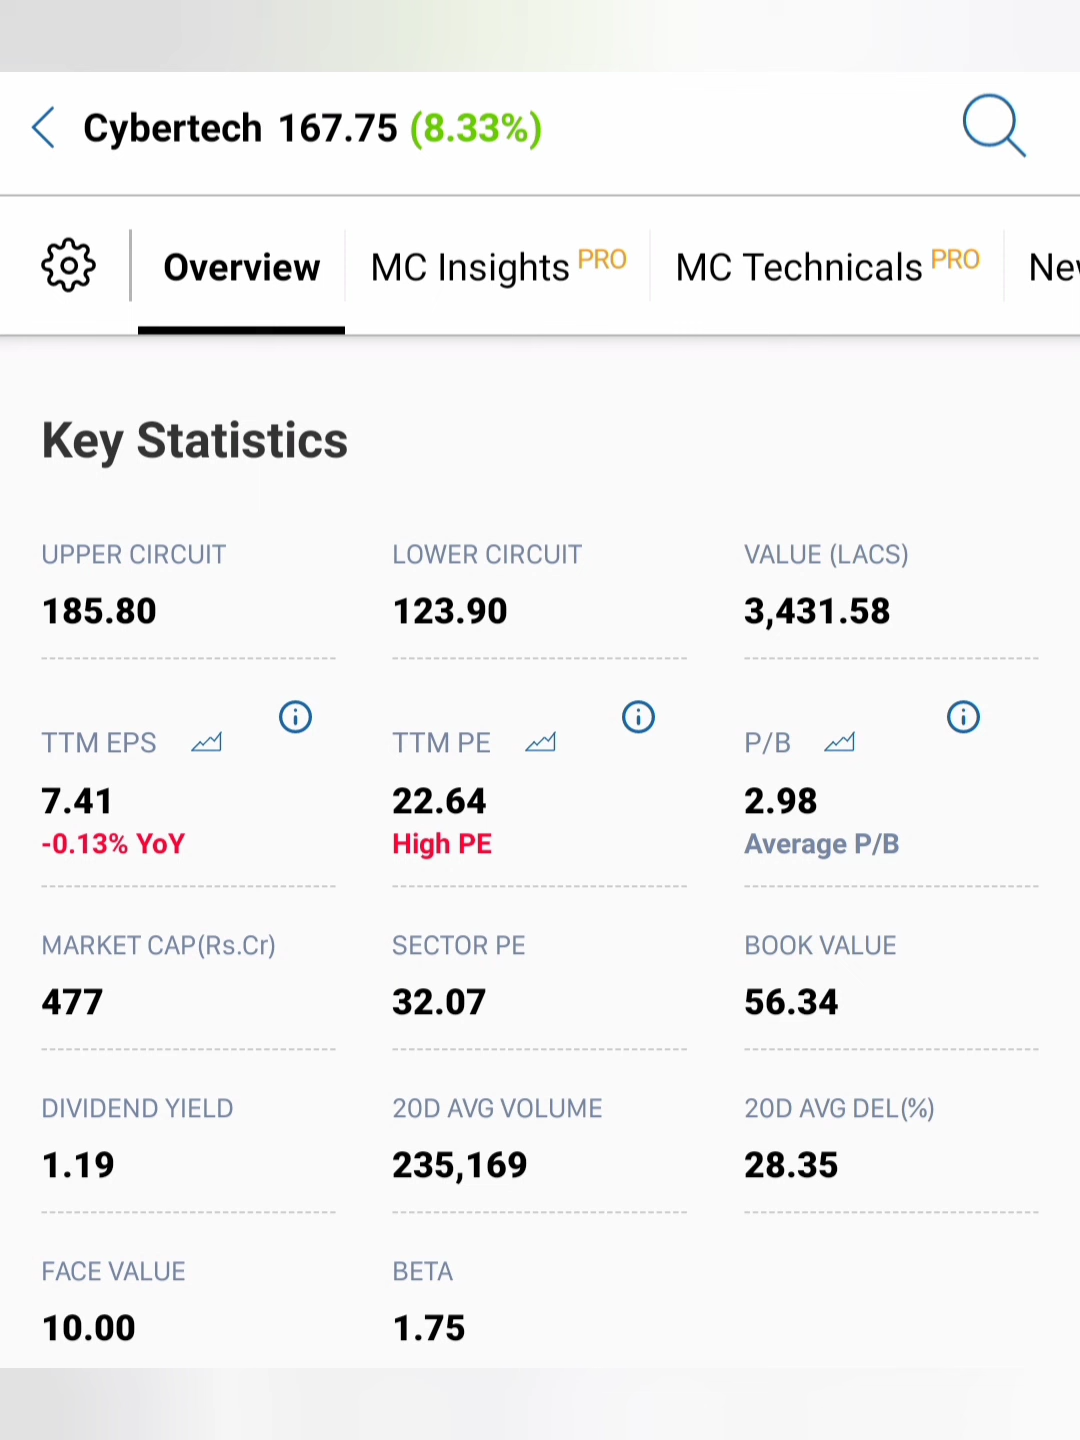 Cybertech 167.75 (8.33%)
Overview MC Insights PRO MC Technicals PRO
Key Statistics
UPPER CIRCUIT LOWER CIRCUIT VALUE (LACS)
185.80 123.90 3,431.58
TTM EPS TTM PE P/B
7.41 22.64 2.98
-0.13% YoY High PE Average P/B
MARKET CAP(Rs.Cr) SECTOR PE BOOK VALUE
477 32.07 56.34
DIVIDEND YIELD 20D AVG VOLUME 20D AVG DEL(%)
1.19 235,169 28.35
FACE VALUE BETA
10.00 1.75